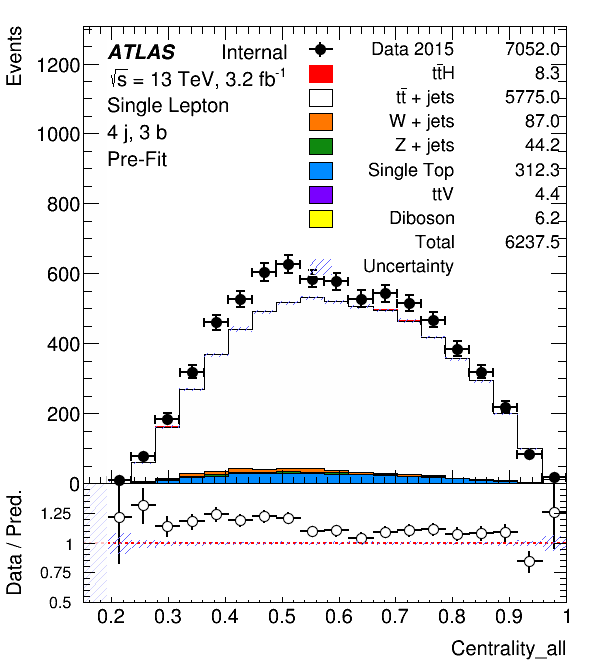 Events
ATLAS Internal
√s = 13 TeV, 3.2 fb⁻¹
Single Lepton
4 j, 3 b
Pre-Fit
Data 2015 7052.0
tt̄H 8.3
tt̄ + jets 5775.0
W + jets 87.0
Z + jets 44.2
Single Top 312.3
ttV 4.4
Diboson 6.2
Total 6237.5
Uncertainty
1200
1000
800
600
400
200
0
Data / Pred.
1.25
1
0.75
0.5
0.2 0.3 0.4 0.5 0.6 0.7 0.8 0.9 1
Centrality_all